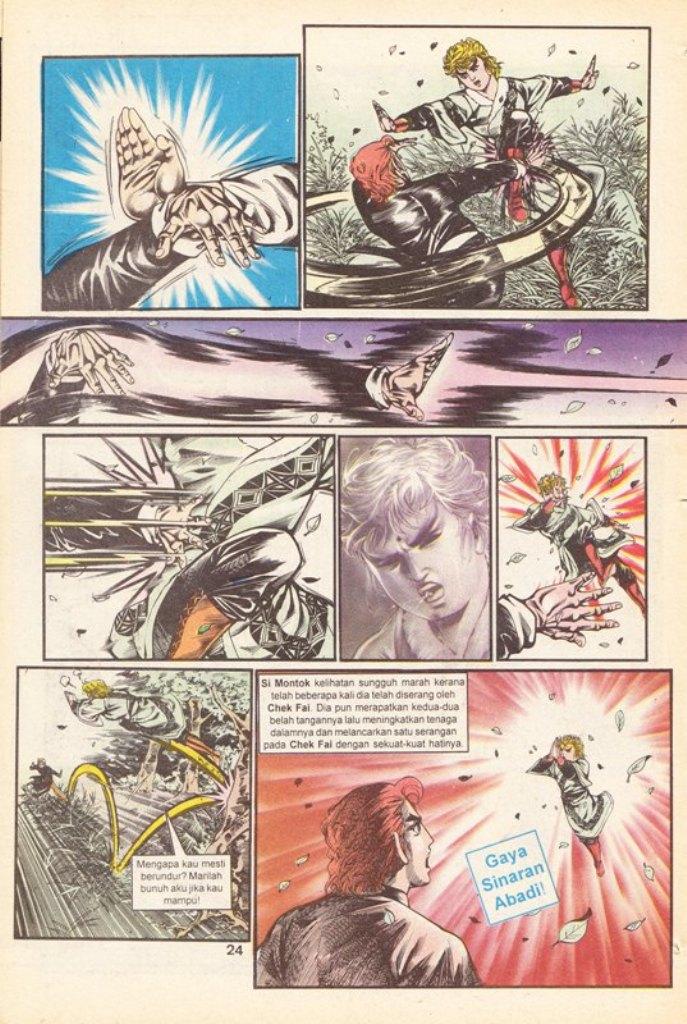 Mengapa kau mesti
berundur? Marilah
bunuh aku jika kau
mampu!
Si Montok kelihatan sungguh marah kerana
telah beberapa kali dia telah diserang oleh
Chek Fai. Dia pun merapatkan kedua-dua
belah tangannya lalu meningkatkan tenaga
dalamnya dan melancarkan satu serangan
pada Chek Fai dengan sekuat-kuat hatinya.
Gaya
Sinaran
Abadi!
24